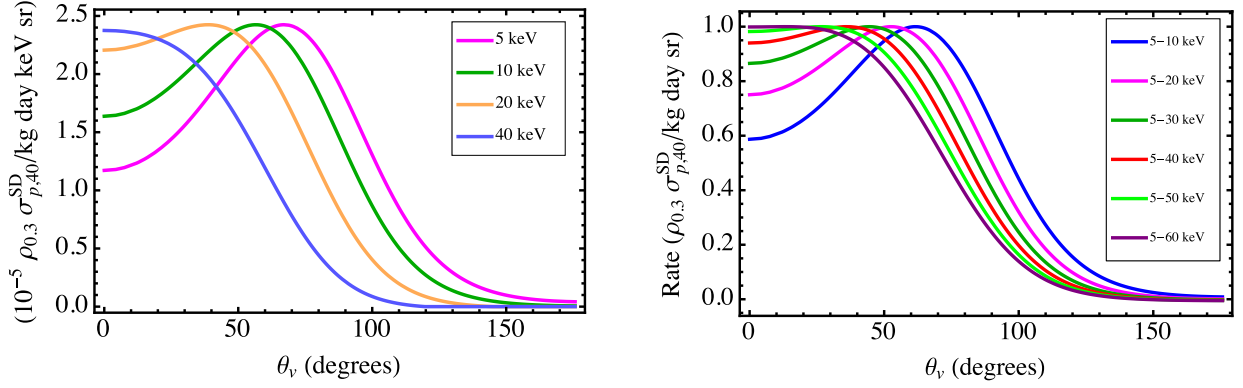 (10⁻⁵ ρ0.3 σ^SD_p,40/kg day keV sr)
2.5
2.0
1.5
1.0
0.5
0.0
0 50 100 150
θv (degrees)
5 keV
10 keV
20 keV
40 keV
Rate (ρ0.3 σ^SD_p,40/kg day sr)
1.0
0.8
0.6
0.4
0.2
0.0
0 50 100 150
θv (degrees)
5−10 keV
5−20 keV
5−30 keV
5−40 keV
5−50 keV
5−60 keV